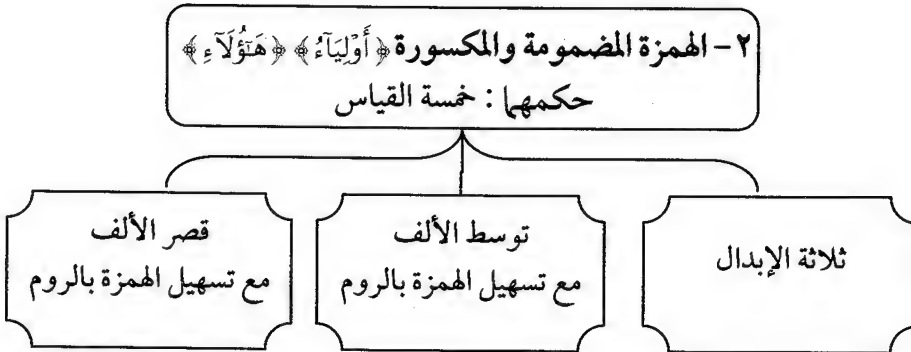 ٢ - الهمزة المضمومة والمكسورة ﴿أَوْلِيَآءُ﴾ ﴿هَـٰٓؤُلَآءِ﴾
حكمهما : خمسة القياس
ثلاثة الإبدال
توسط الألف
مع تسهيل الهمزة بالروم
قصر الألف
مع تسهيل الهمزة بالروم